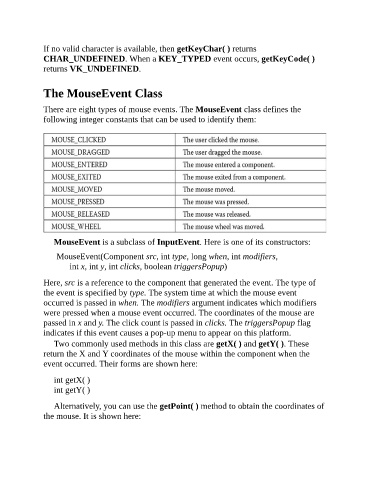 If no valid character is available, then getKeyChar( ) returns
CHAR_UNDEFINED. When a KEY_TYPED event occurs, getKeyCode( )
returns VK_UNDEFINED.
The MouseEvent Class
There are eight types of mouse events. The MouseEvent class defines the
following integer constants that can be used to identify them:
MOUSE_CLICKED The user clicked the mouse.
MOUSE_DRAGGED The user dragged the mouse.
MOUSE_ENTERED The mouse entered a component.
MOUSE_EXITED The mouse exited from a component.
MOUSE_MOVED The mouse moved.
MOUSE_PRESSED The mouse was pressed.
MOUSE_RELEASED The mouse was released.
MOUSE_WHEEL The mouse wheel was moved.
MouseEvent is a subclass of InputEvent. Here is one of its constructors:
MouseEvent(Component src, int type, long when, int modifiers,
int x, int y, int clicks, boolean triggersPopup)
Here, src is a reference to the component that generated the event. The type of
the event is specified by type. The system time at which the mouse event
occurred is passed in when. The modifiers argument indicates which modifiers
were pressed when a mouse event occurred. The coordinates of the mouse are
passed in x and y. The click count is passed in clicks. The triggersPopup flag
indicates if this event causes a pop-up menu to appear on this platform.
Two commonly used methods in this class are getX( ) and getY( ). These
return the X and Y coordinates of the mouse within the component when the
event occurred. Their forms are shown here:
int getX( )
int getY( )
Alternatively, you can use the getPoint( ) method to obtain the coordinates of
the mouse. It is shown here: